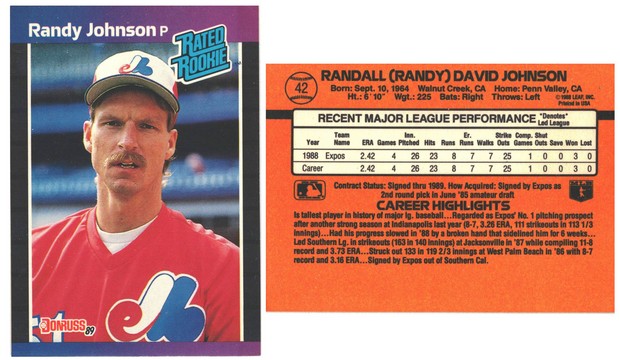 Randy Johnson P
RATED
ROOKIE
st
DONRUSS 89
42
RANDALL (RANDY) DAVID JOHNSON
Born: Sept. 10, 1964 Walnut Creek, CA Home: Penn Valley, CA
Ht.: 6' 10" Wgt.: 225 Bats: Right Throws: Left
© 1988 LEAF, INC.
Printed in USA
RECENT MAJOR LEAGUE PERFORMANCE *Denotes* Led League
Year Team Name ERA Games Inn. Pitch Hits Runs Er. Runs Walks Strike Outs Comp. Games Shut Outs Save Won Lost
1988 Expos 2.42 4 26 23 8 7 7 25 1 0 0 3 0
Career 2.42 4 26 23 8 7 7 25 1 0 0 3 0
Contract Status: Signed thru 1989. How Acquired: Signed by Expos as
2nd round pick in June '85 amateur draft
CAREER HIGHLIGHTS
Is tallest player in history of major lg. baseball...Regarded as Expos' No. 1 pitching prospect
after another strong season at Indianapolis last year (8-7, 3.26 ERA, 111 strikeouts in 113 1/3
innings)...Had his progress slowed in '88 by a broken hand that sidelined him for 6 weeks...
Led Southern Lg. in strikeouts (163 in 140 innings) at Jacksonville in '87 while compiling 11-8
record and 3.73 ERA...Struck out 133 in 119 2/3 innings at West Palm Beach in '86 with 8-7
record and 3.16 ERA...Signed by Expos out of Southern Cal.